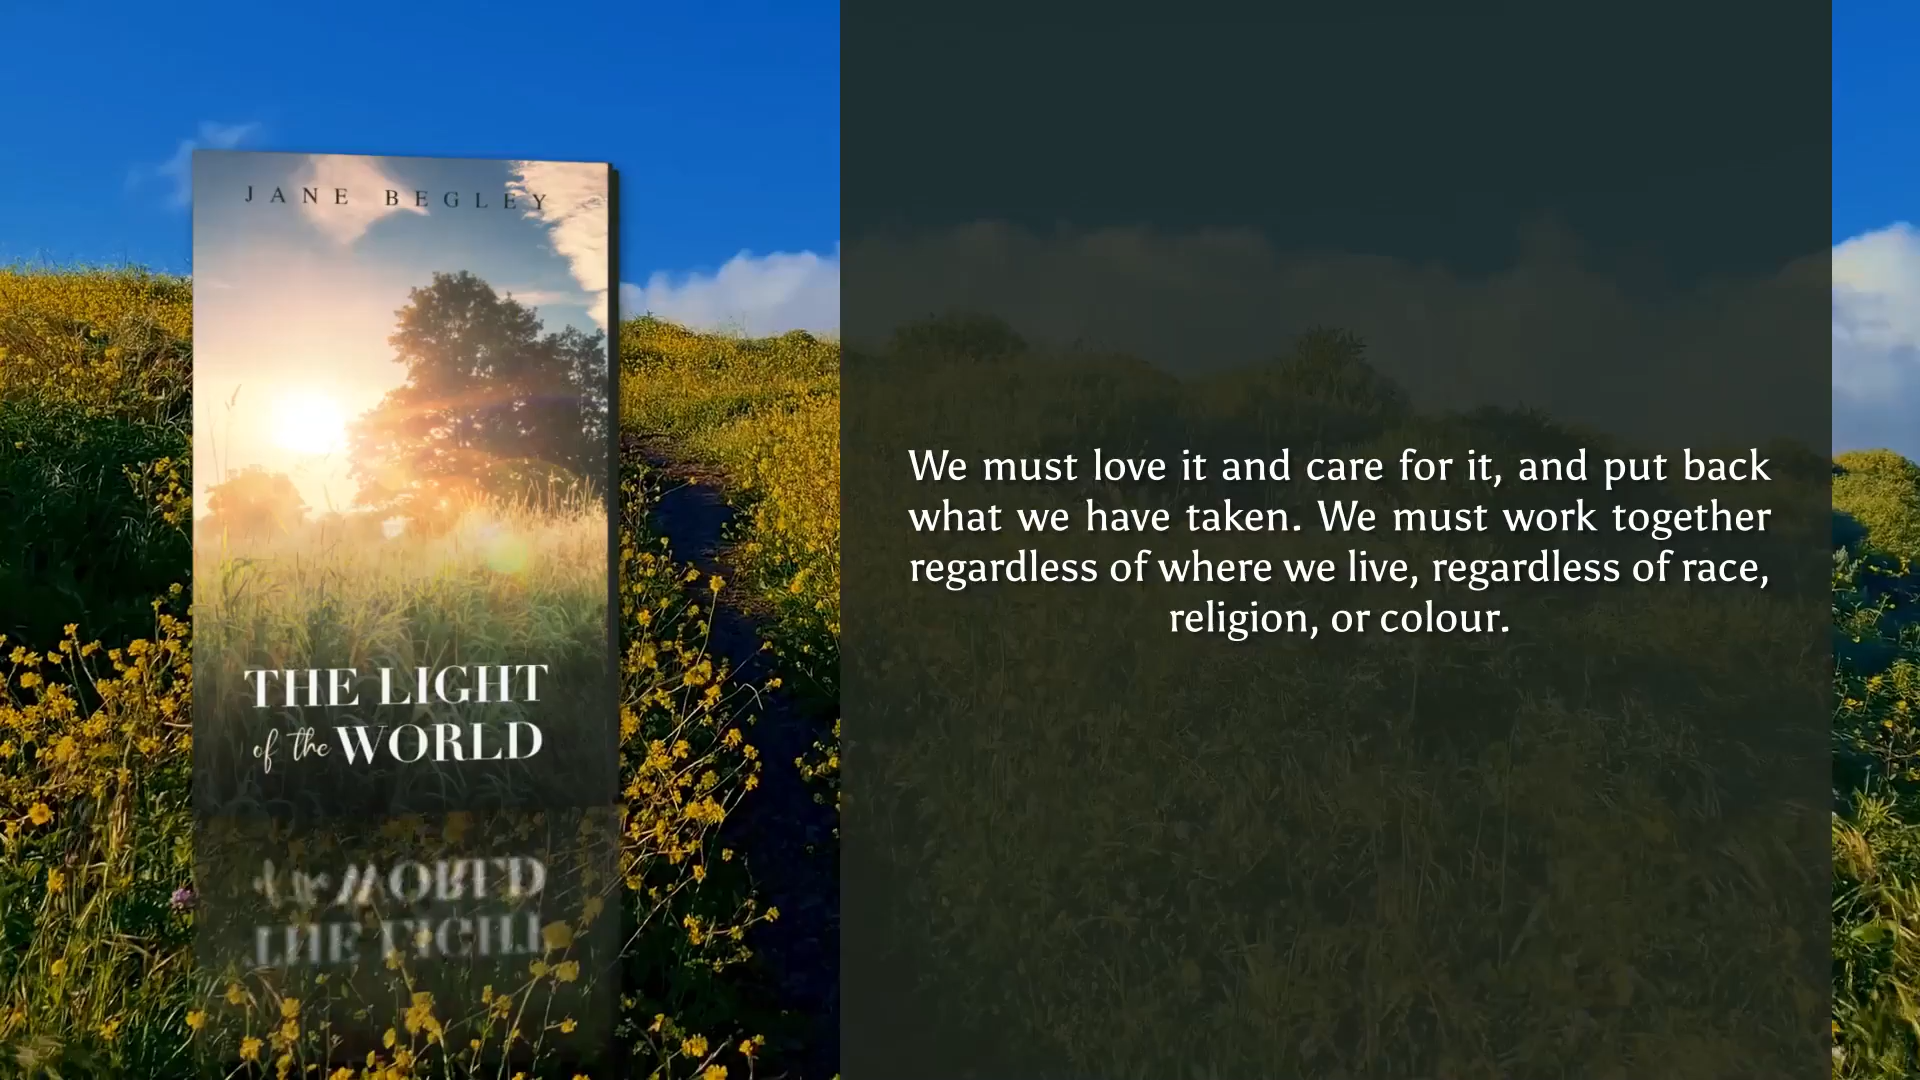 JANE BEGLEY
THE LIGHT
of the WORLD
We must love it and care for it, and put back
what we have taken. We must work together
regardless of where we live, regardless of race,
religion, or colour.